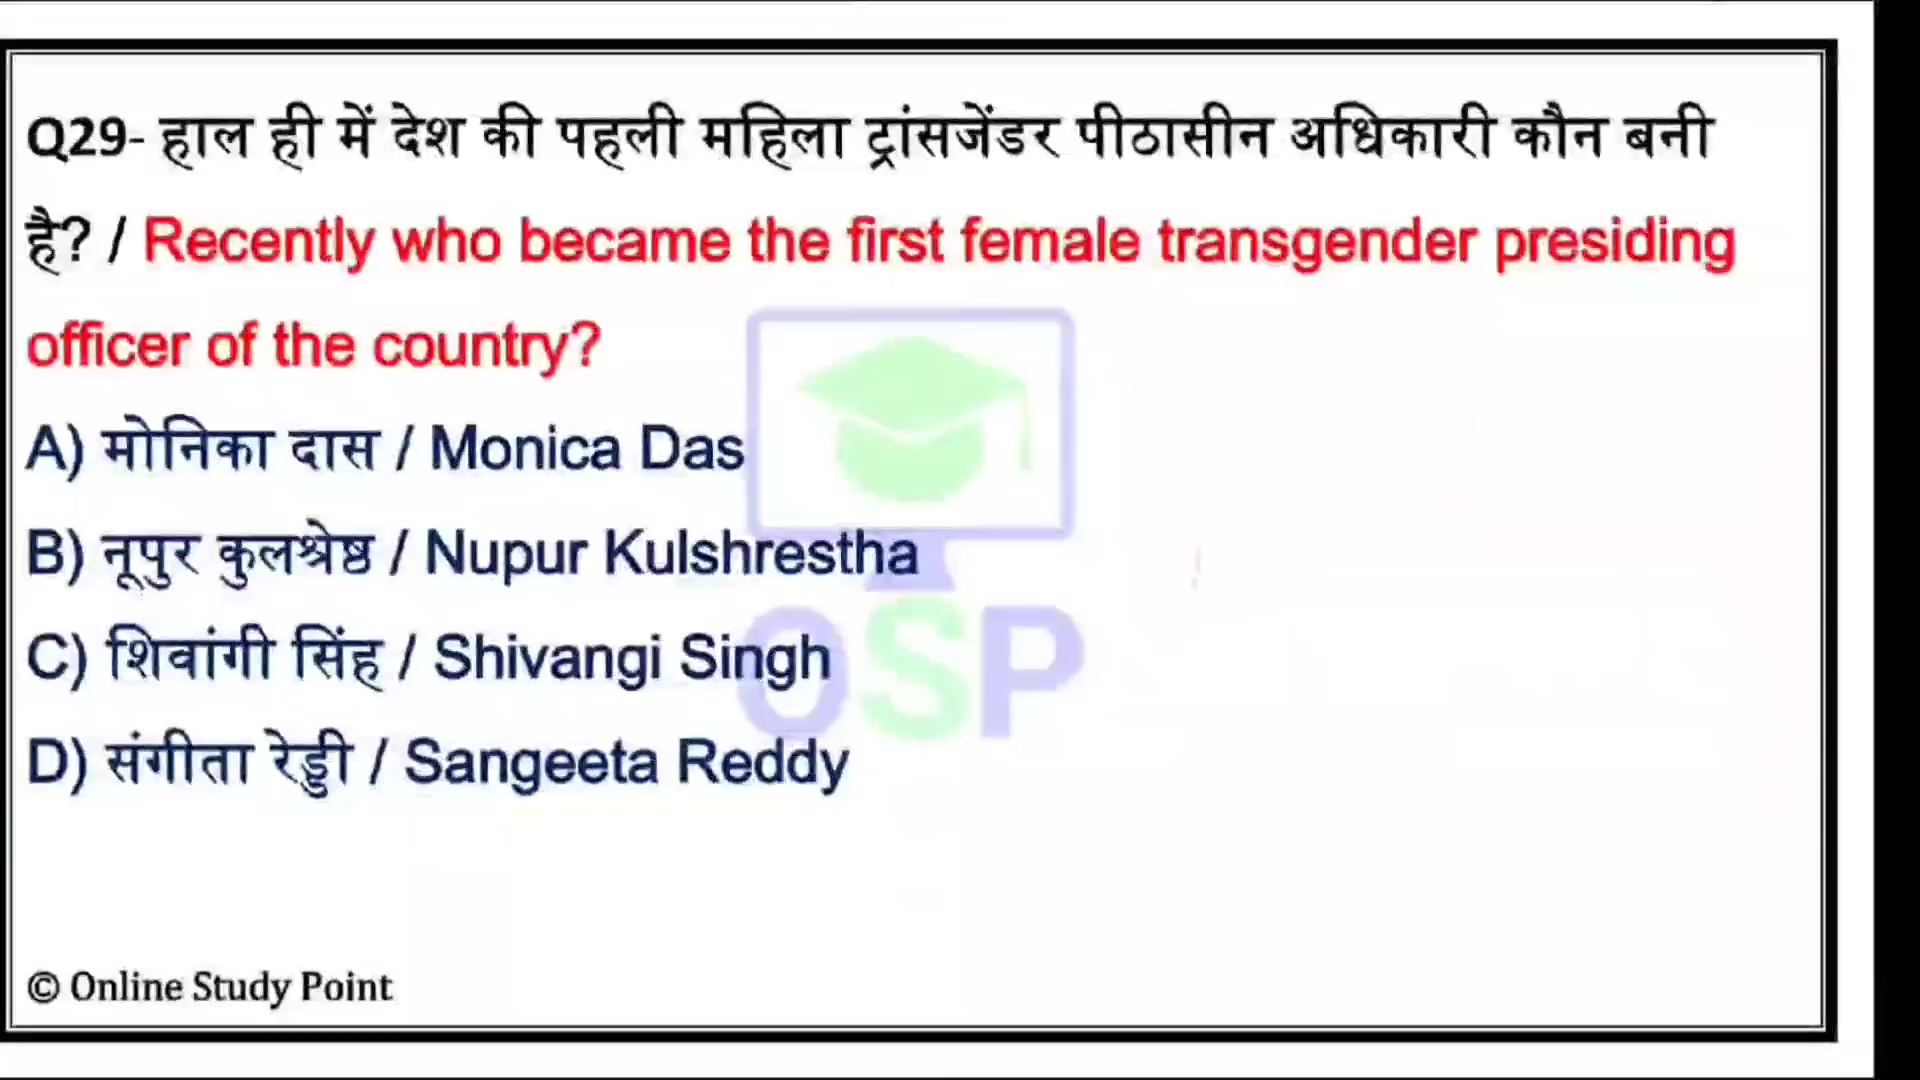 Q29- हाल ही में देश की पहली महिला ट्रांसजेंडर पीठासीन अधिकारी कौन बनी
है? / Recently who became the first female transgender presiding
officer of the country?
A) मोनिका दास / Monica Das
B) नूपुर कुलश्रेष्ठ / Nupur Kulshrestha
C) शिवांगी सिंह / Shivangi Singh
D) संगीता रेड्डी / Sangeeta Reddy
OSP
© Online Study Point